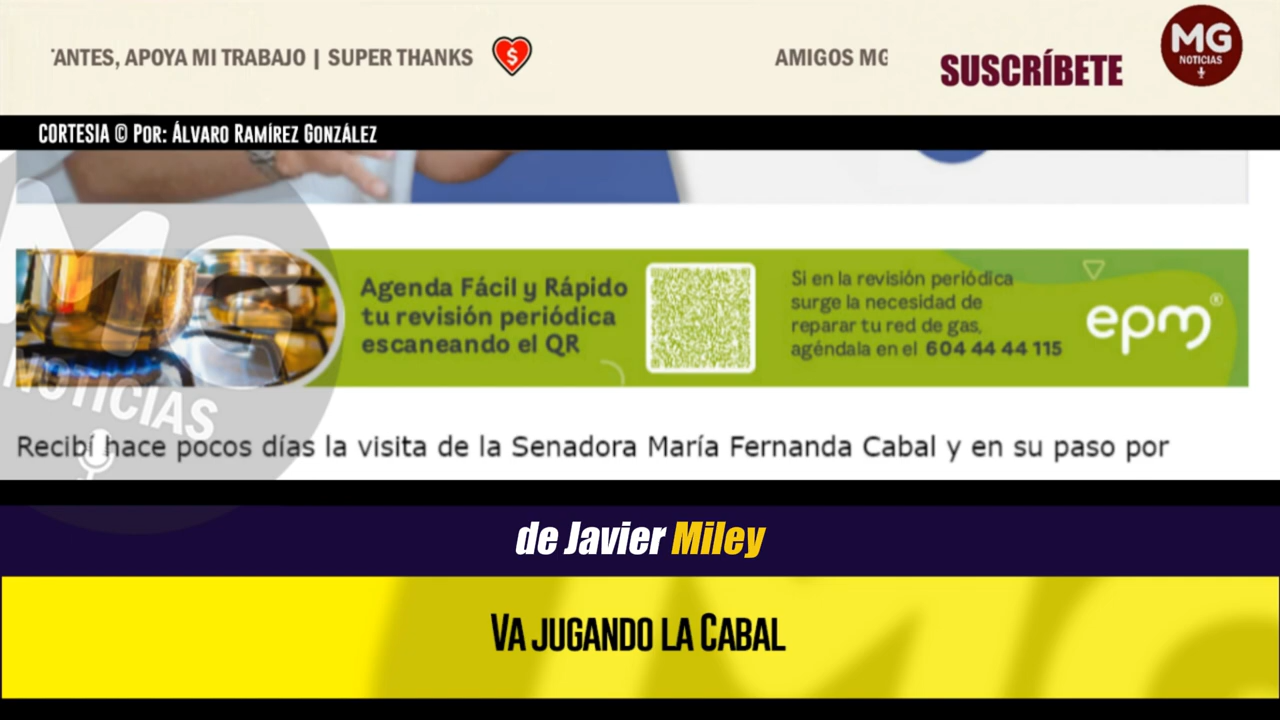 'ANTES, APOYA MI TRABAJO | SUPER THANKS
$
AMIGOS MG
SUSCRÍBETE
MG
NOTICIAS
CORTESIA © Por: Álvaro Ramírez González
MG
NOTICIAS
Agenda Fácil y Rápido
tu revisión periódica
escaneando el QR
Si en la revisión periódica
surge la necesidad de
reparar tu red de gas,
agéndala en el 604 44 44 115
epm®
Recibí hace pocos días la visita de la Senadora María Fernanda Cabal y en su paso por
de Javier Miley
Va jugando la Cabal